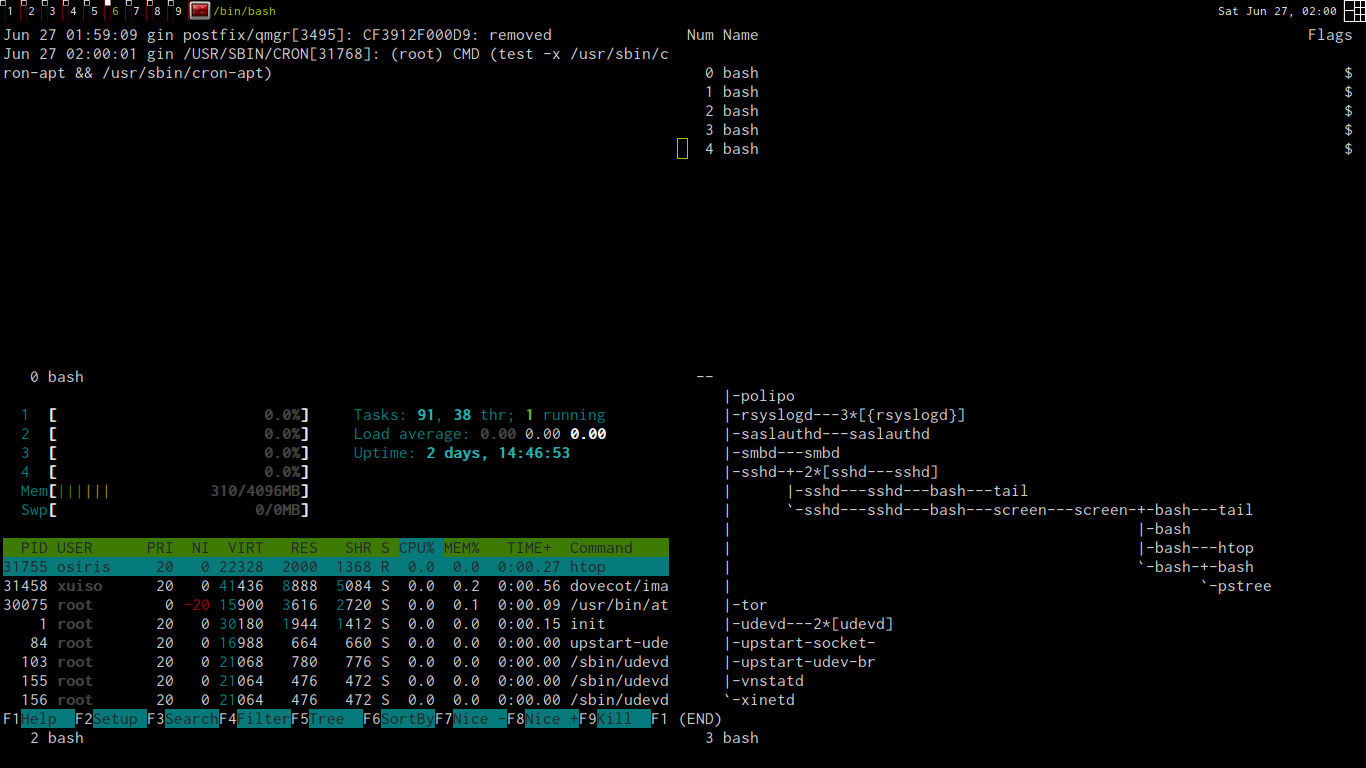 1 2 3 4 5 6 7 8 9 /bin/bash Sat Jun 27, 02:00
Jun 27 01:59:09 gin postfix/qmgr[3495]: CF3912F000D9: removed
Jun 27 02:00:01 gin /USR/SBIN/CRON[31768]: (root) CMD (test -x /usr/sbin/c
ron-apt && /usr/sbin/cron-apt)
0 bash
Num Name Flags
0 bash $
1 bash $
2 bash $
3 bash $
4 bash $
--
1 [ 0.0%] Tasks: 91, 38 thr; 1 running
2 [ 0.0%] Load average: 0.00 0.00 0.00
3 [ 0.0%] Uptime: 2 days, 14:46:53
4 [ 0.0%]
Mem[|||||| 310/4096MB]
Swp[ 0/0MB]
PID USER PRI NI VIRT RES SHR S CPU% MEM% TIME+ Command
31755 osiris 20 0 22328 2000 1368 R 0.0 0.0 0:00.27 htop
31458 xuiso 20 0 41436 8888 5084 S 0.0 0.2 0:00.56 dovecot/ima
30075 root 0 -20 15900 3616 2720 S 0.0 0.1 0:00.09 /usr/bin/at
1 root 20 0 30180 1944 1412 S 0.0 0.0 0:00.15 init
84 root 20 0 16988 664 660 S 0.0 0.0 0:00.00 upstart-ude
103 root 20 0 21068 780 776 S 0.0 0.0 0:00.00 /sbin/udevd
155 root 20 0 21064 476 472 S 0.0 0.0 0:00.00 /sbin/udevd
156 root 20 0 21064 476 472 S 0.0 0.0 0:00.00 /sbin/udevd
F1Help F2Setup F3SearchF4FilterF5Tree F6SortByF7Nice -F8Nice +F9Kill F1
2 bash
|-polipo
|-rsyslogd---3*[{rsyslogd}]
|-saslauthd---saslauthd
|-smbd---smbd
|-sshd-+-2*[sshd---sshd]
| |-sshd---sshd---bash---tail
| `-sshd---sshd---bash---screen---screen-+-bash---tail
| |-bash
| |-bash---htop
| `-bash-+-bash
| `-pstree
|-tor
|-udevd---2*[udevd]
|-upstart-socket-
|-upstart-udev-br
|-vnstatd
`-xinetd
(END)
3 bash